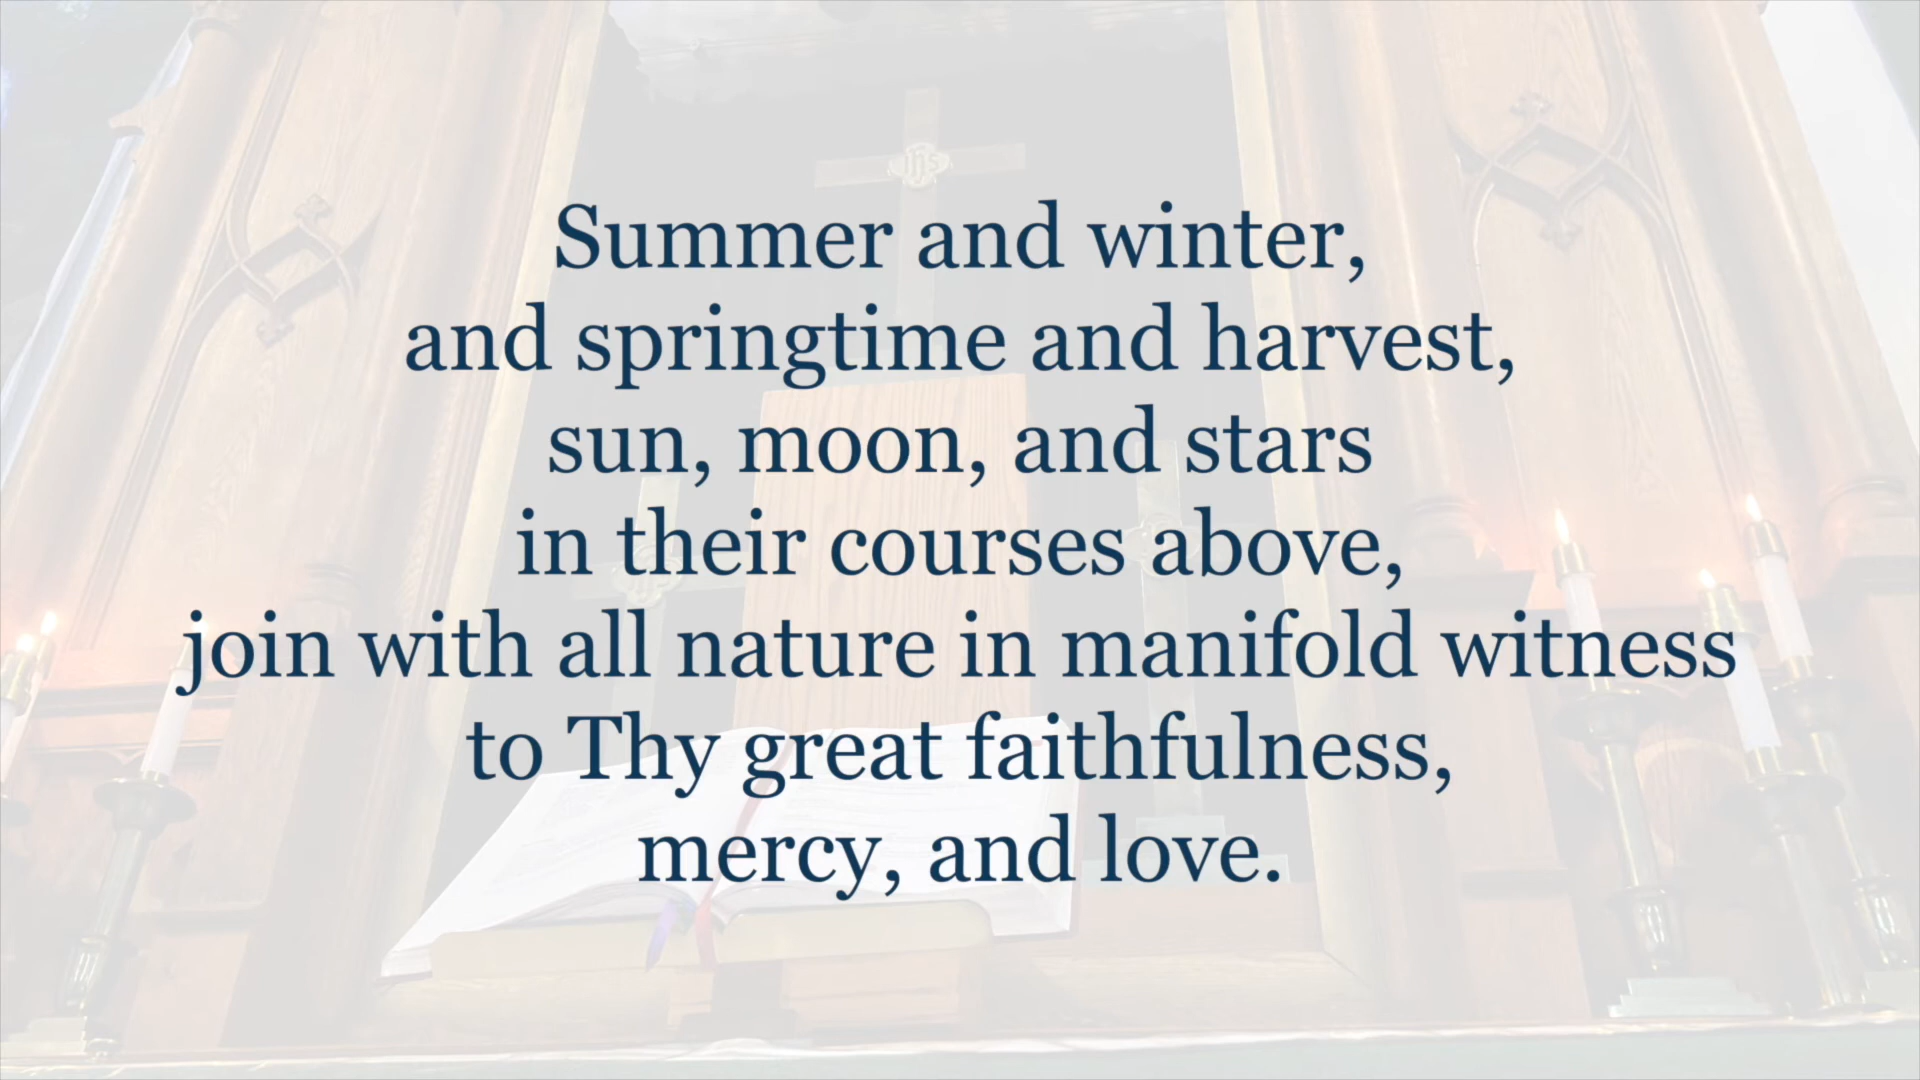 IHS
Summer and winter,
and springtime and harvest,
sun, moon, and stars
in their courses above,
join with all nature in manifold witness
to Thy great faithfulness,
mercy, and love.